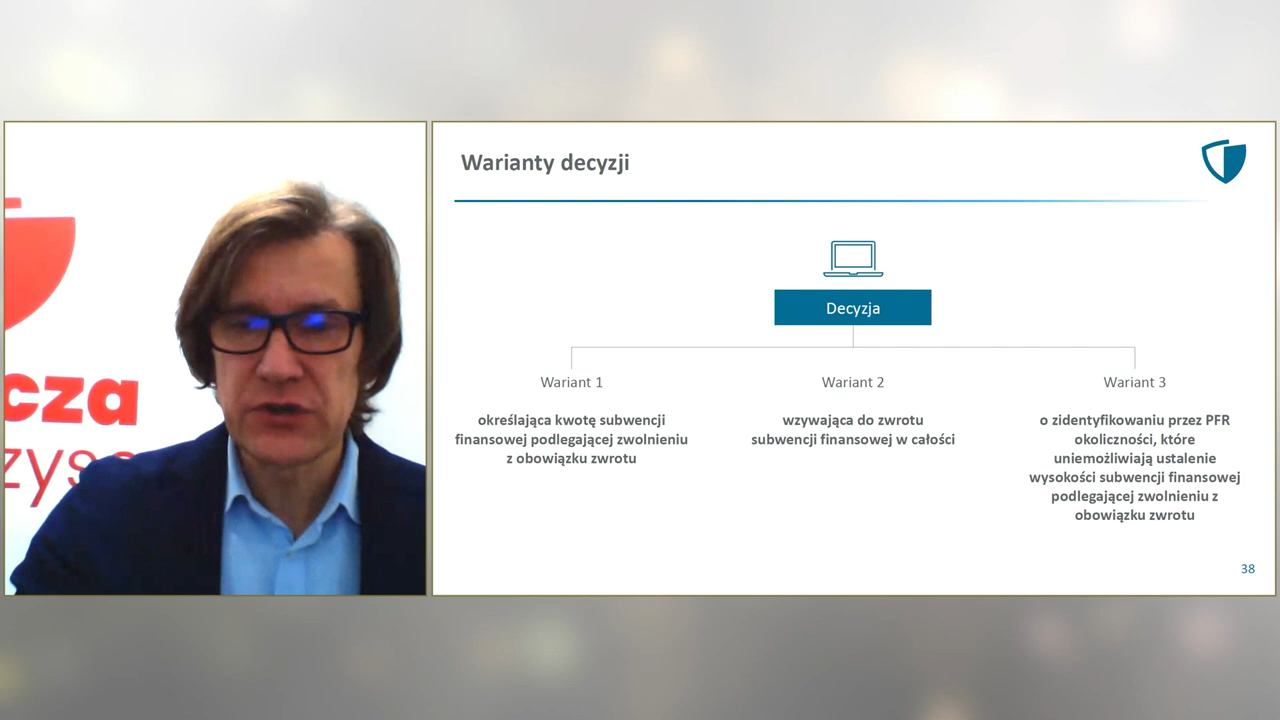 cza
zyso
Warianty decyzji
Decyzja
Wariant 1
określająca kwotę subwencji
finansowej podlegającej zwolnieniu
z obowiązku zwrotu
Wariant 2
wzywająca do zwrotu
subwencji finansowej w całości
Wariant 3
o zidentyfikowaniu przez PFR
okoliczności, które
uniemożliwiają ustalenie
wysokości subwencji finansowej
podlegającej zwolnieniu z
obowiązku zwrotu
38